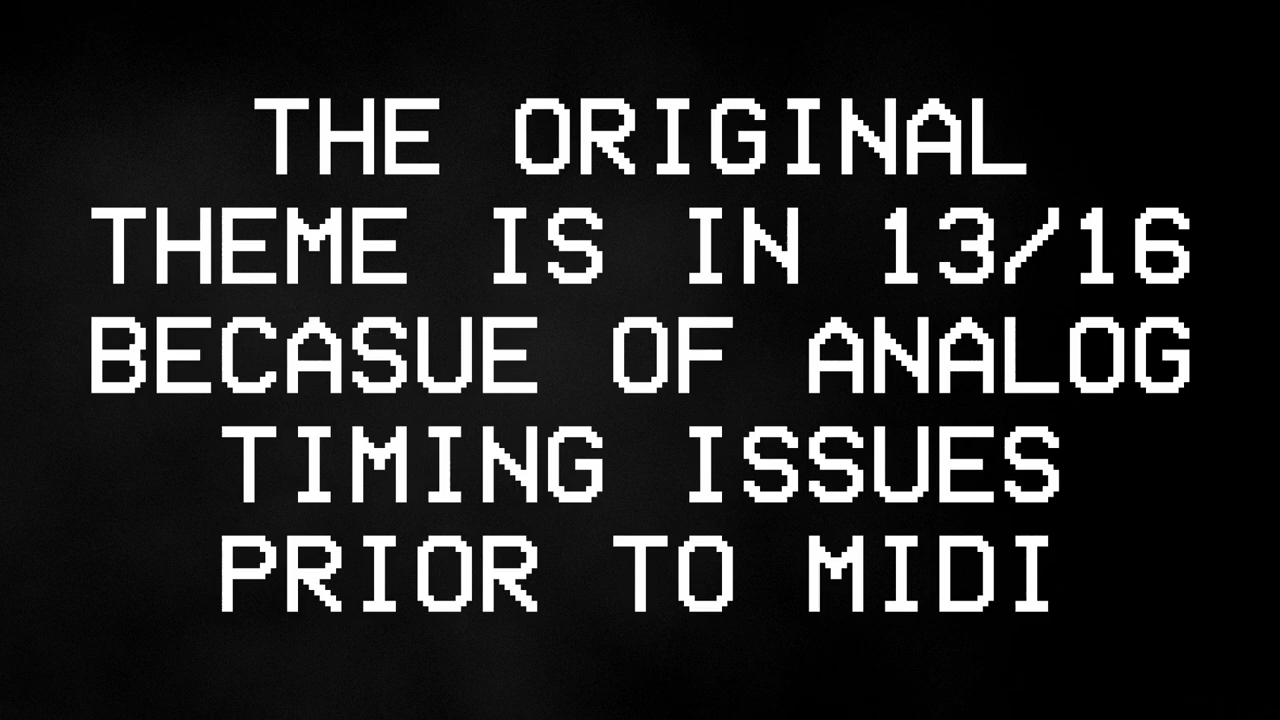 THE ORIGINAL
THEME IS IN 13/16
BECASUE OF ANALOG
TIMING ISSUES
PRIOR TO MIDI